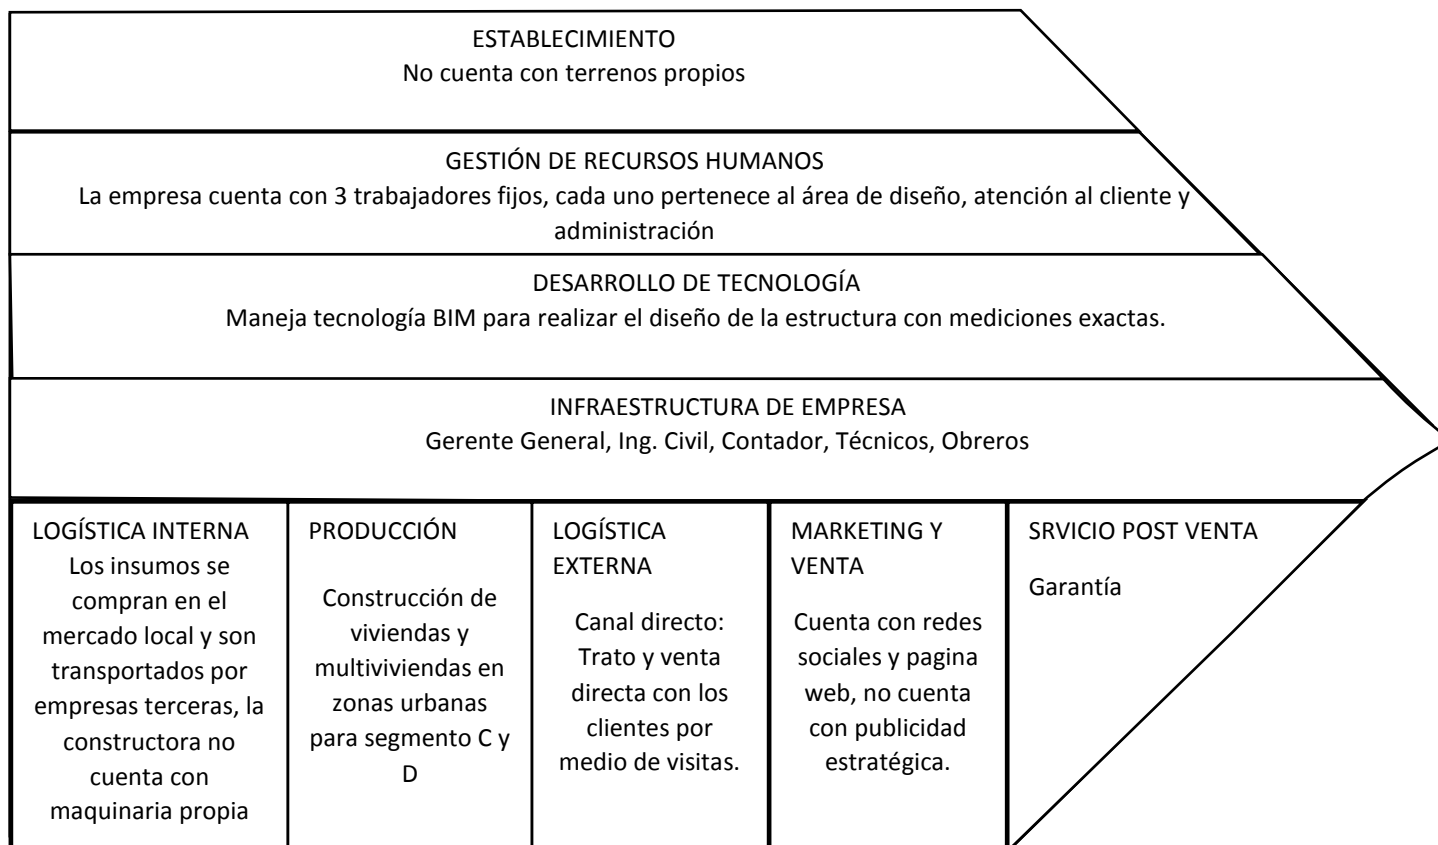 ESTABLECIMIENTO
No cuenta con terrenos propios
GESTIÓN DE RECURSOS HUMANOS
La empresa cuenta con 3 trabajadores fijos, cada uno pertenece al área de diseño, atención al cliente y
administración
DESARROLLO DE TECNOLOGÍA
Maneja tecnología BIM para realizar el diseño de la estructura con mediciones exactas.
INFRAESTRUCTURA DE EMPRESA
Gerente General, Ing. Civil, Contador, Técnicos, Obreros
LOGÍSTICA INTERNA
Los insumos se
compran en el
mercado local y son
transportados por
empresas terceras, la
constructora no
cuenta con
maquinaria propia
PRODUCCIÓN
Construcción de
viviendas y
multiviviendas en
zonas urbanas
para segmento C y
D
LOGÍSTICA
EXTERNA
Canal directo:
Trato y venta
directa con los
clientes por
medio de visitas.
MARKETING Y
VENTA
Cuenta con redes
sociales y pagina
web, no cuenta
con publicidad
estratégica.
SRVICIO POST VENTA
Garantía